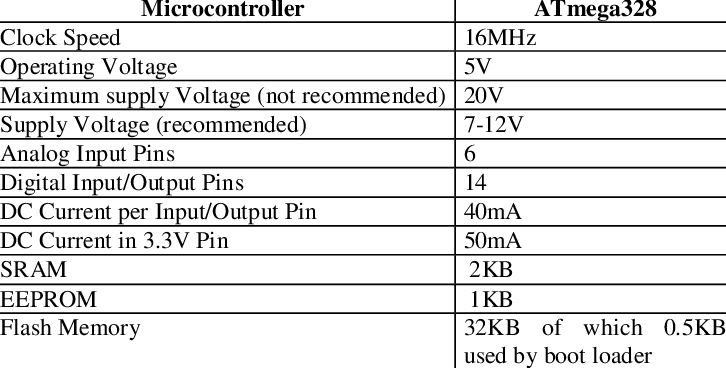 Microcontroller ATmega328
Clock Speed 16MHz
Operating Voltage 5V
Maximum supply Voltage (not recommended) 20V
Supply Voltage (recommended) 7-12V
Analog Input Pins 6
Digital Input/Output Pins 14
DC Current per Input/Output Pin 40mA
DC Current in 3.3V Pin 50mA
SRAM 2KB
EEPROM 1KB
Flash Memory 32KB of which 0.5KB
used by boot loader